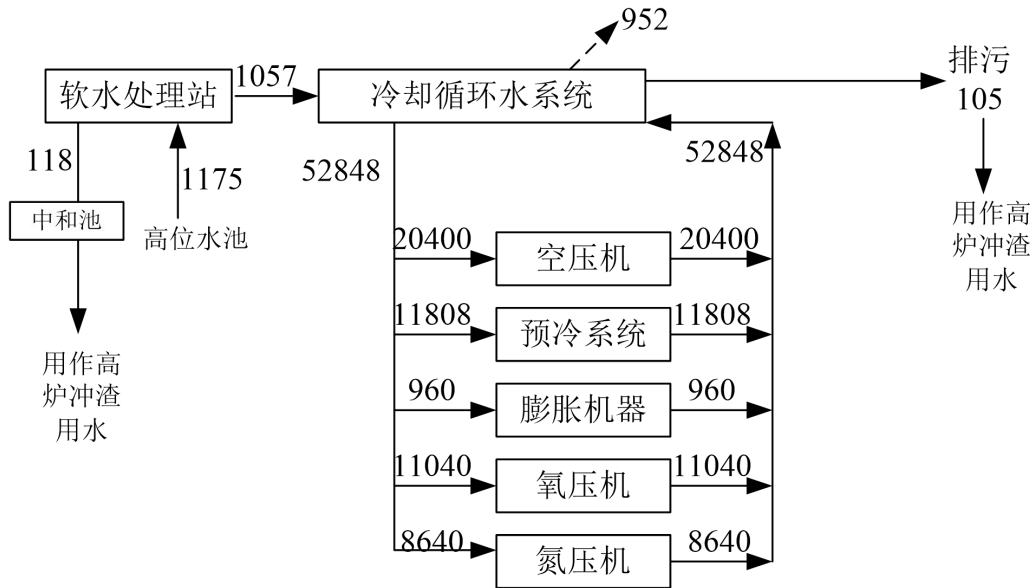 952
1057
软水处理站
冷却循环水系统
排污
105
118
1175
52848
52848
中和池
高位水池
用作高
炉冲渣
用水
20400
空压机
20400
11808
预冷系统
11808
用作高
炉冲渣
用水
960
膨胀机器
960
11040
氧压机
11040
8640
氮压机
8640